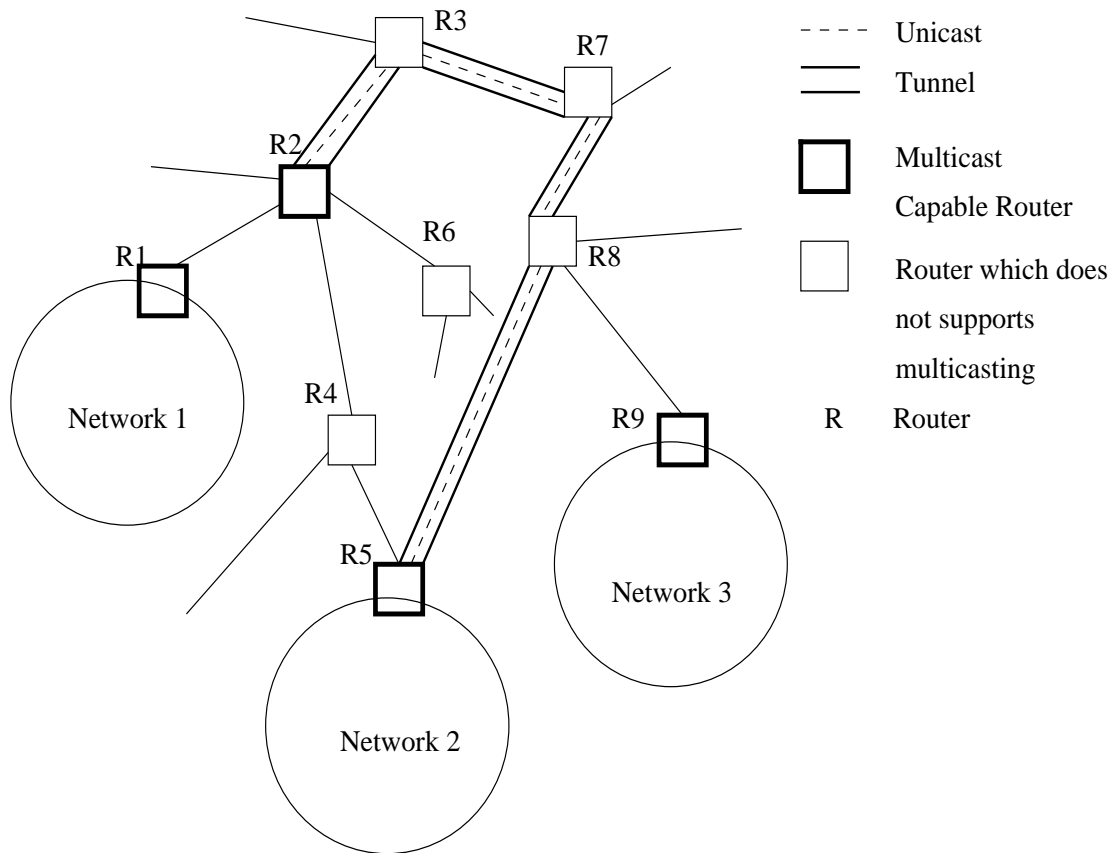 R3
R7
R2
R6
R1
R8
R4
Network 1
R9
R5
Network 3
Network 2
Unicast
Tunnel
Multicast
Capable Router
Router which does
not supports
multicasting
R Router